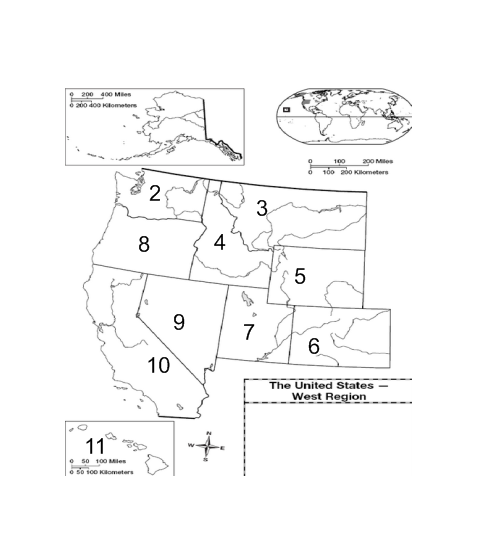 0 200 400 Miles
0 200 400 Kilometers
0 100 200 Miles
0 100 200 Kilometers
2
3
8
4
5
9
7
6
10
The United States —
West Region
11
0 50 100 Miles
0 50 100 Kilometers
N
W E
S